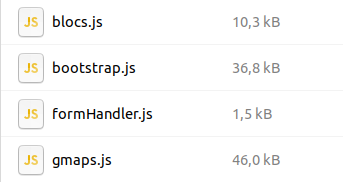 JS blocs.js 10,3 kB
JS bootstrap.js 36,8 kB
JS formHandler.js 1,5 kB
JS gmaps.js 46,0 kB